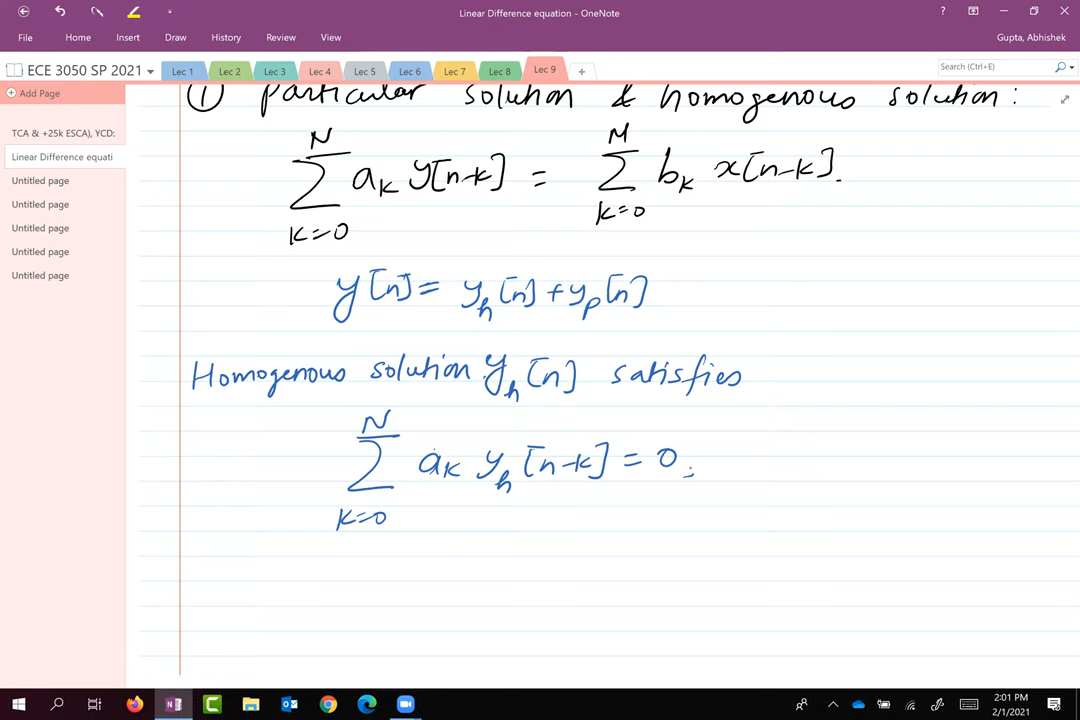 Linear Difference equation - OneNote
? Gupta, Abhishek
File Home Insert Draw History Review View
ECE 3050 SP 2021 Lec 1 Lec 2 Lec 3 Lec 4 Lec 5 Lec 6 Lec 7 Lec 8 Lec 9 + Search (Ctrl+E)
Add Page
TCA & +25k ESCA), YCD:
Linear Difference equati
Untitled page
Untitled page
Untitled page
Untitled page
Untitled page
① Particular solution & homogenous solution:
∑_{k=0}^{N} a_k y[n-k] = ∑_{k=0}^{M} b_k x[n-k].
y[n] = y_h[n] + y_p[n]
Homogenous solution y_h[n] satisfies
∑_{k=0}^{N} a_k y_h[n-k] = 0;
2:01 PM
2/1/2021